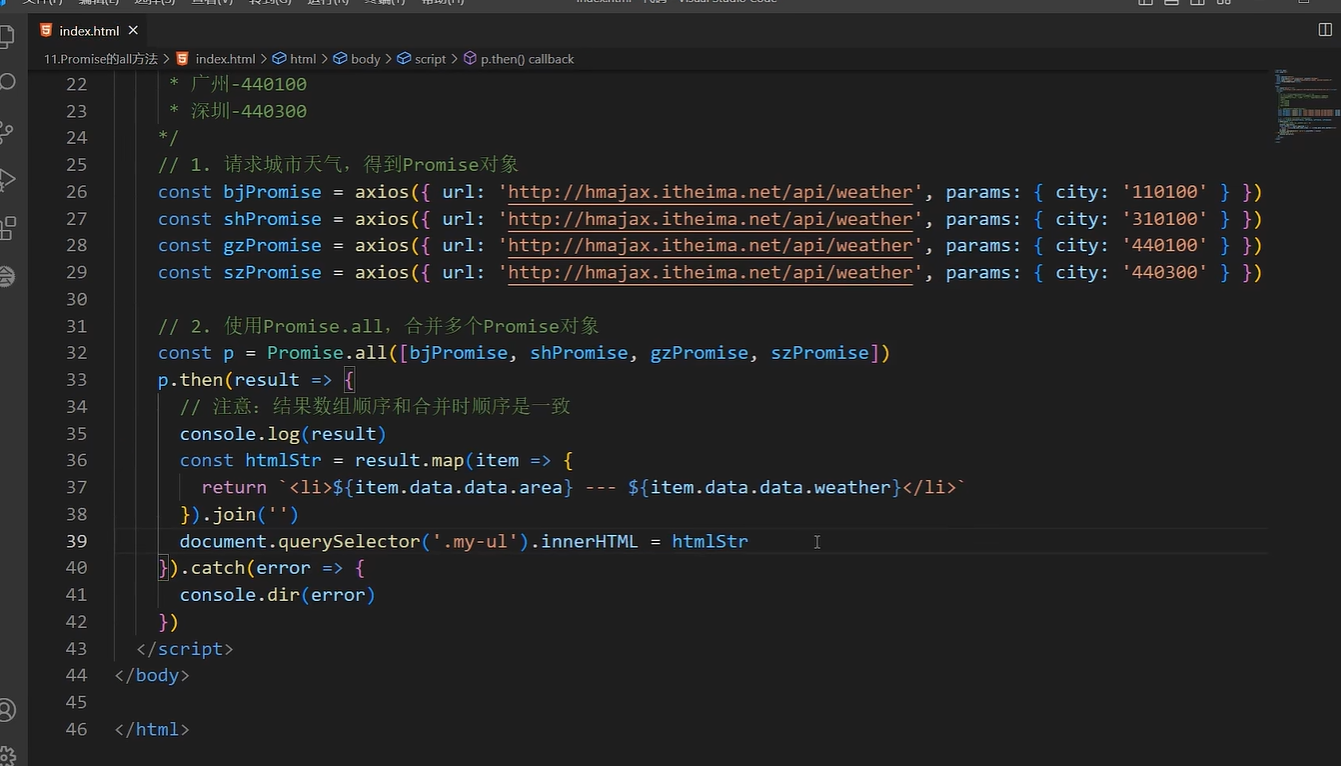 index.html
11.Promise的all方法 > index.html > html > body > script > p.then() callback
22 * 广州-440100
23 * 深圳-440300
24 */
25 // 1. 请求城市天气，得到Promise对象
26 const bjPromise = axios({ url: 'http://hmajax.itheima.net/api/weather', params: { city: '110100' } })
27 const shPromise = axios({ url: 'http://hmajax.itheima.net/api/weather', params: { city: '310100' } })
28 const gzPromise = axios({ url: 'http://hmajax.itheima.net/api/weather', params: { city: '440100' } })
29 const szPromise = axios({ url: 'http://hmajax.itheima.net/api/weather', params: { city: '440300' } })
30
31 // 2. 使用Promise.all，合并多个Promise对象
32 const p = Promise.all([bjPromise, shPromise, gzPromise, szPromise])
33 p.then(result => {
34 // 注意：结果数组顺序和合并时顺序是一致
35 console.log(result)
36 const htmlStr = result.map(item => {
37 return `<li>${item.data.data.area} --- ${item.data.data.weather}</li>`
38 }).join('')
39 document.querySelector('.my-ul').innerHTML = htmlStr
40 }).catch(error => {
41 console.dir(error)
42 })
43 </script>
44 </body>
45
46 </html>